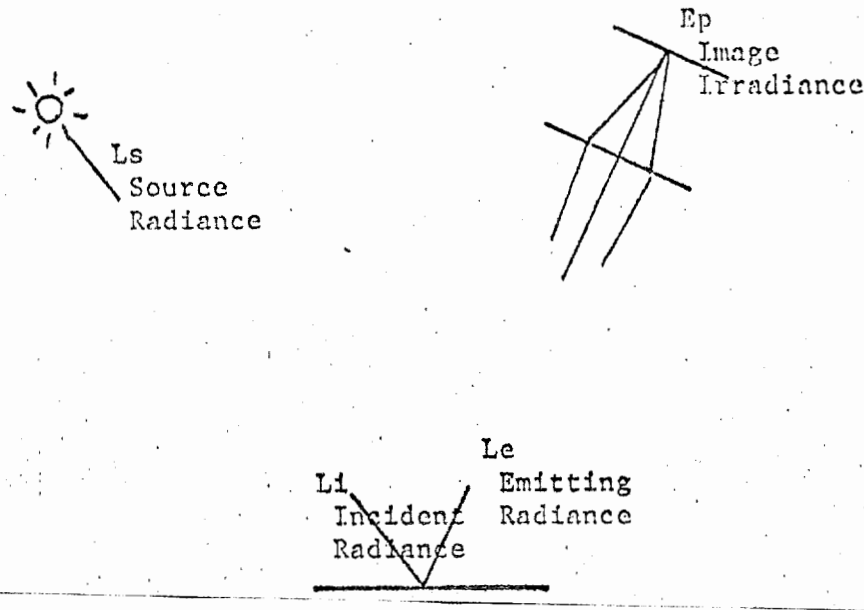 Ep
Image
Irradiance
Ls
Source
Radiance
Le
Emitting
Radiance
Li
Incident
Radiance